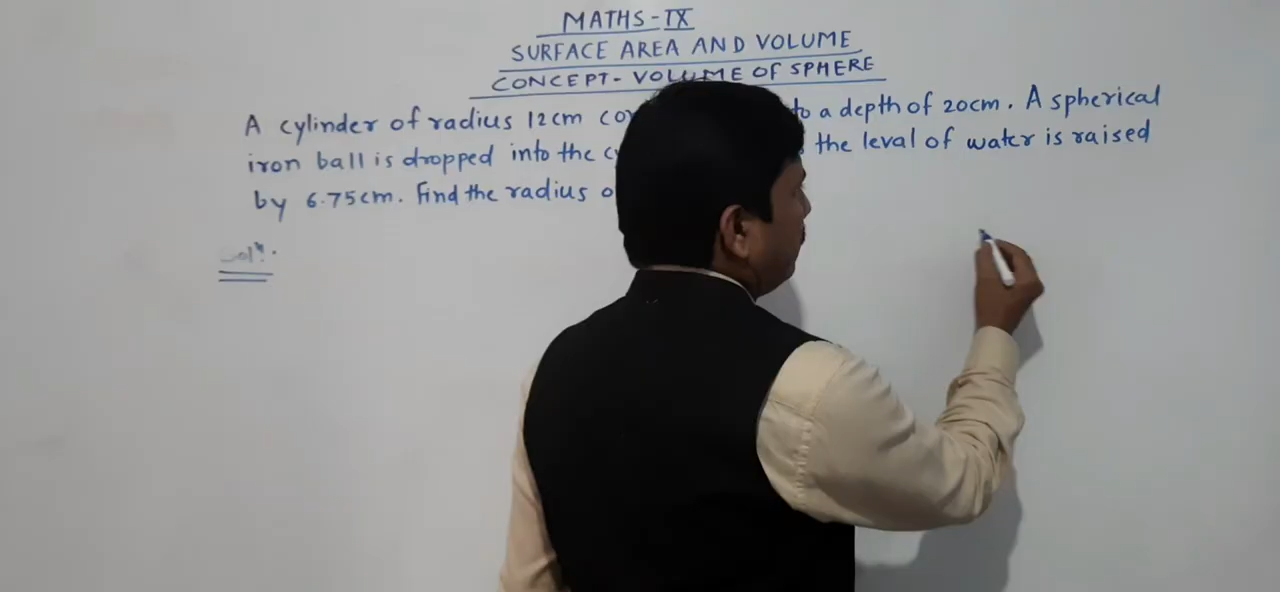 MATHS-IX
SURFACE AREA AND VOLUME
CONCEPT- VOLUME OF SPHERE
A cylinder of radius 12cm to a depth of 20cm. A spherical
iron ball is dropped into the the leval of water is raised
by 6.75cm. Find the radius
Solⁿ.